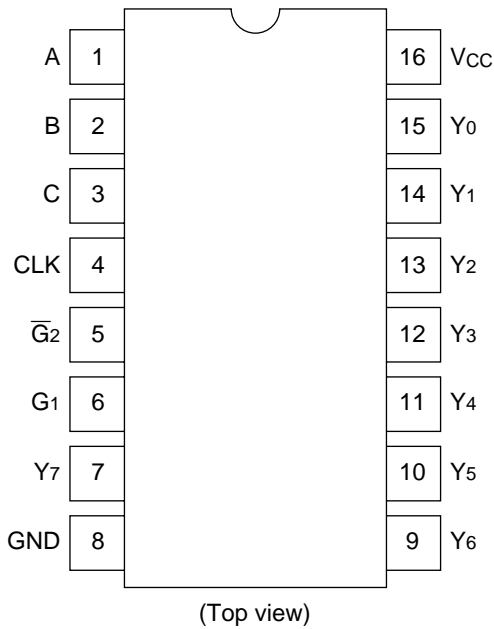 A 1 16 VCC
B 2 15 Y0
C 3 14 Y1
CLK 4 13 Y2
G̅2 5 12 Y3
G1 6 11 Y4
Y7 7 10 Y5
GND 8 9 Y6
(Top view)